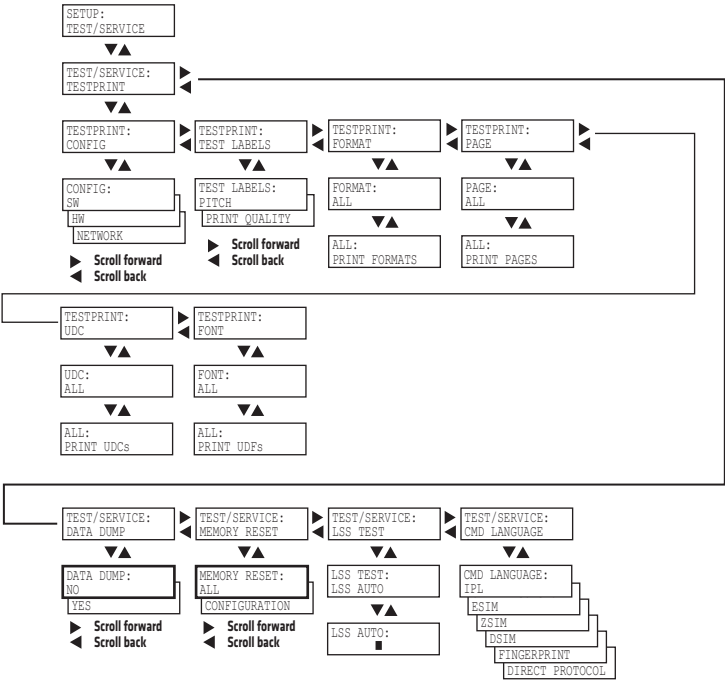 SETUP:
TEST/SERVICE
TEST/SERVICE:
TESTPRINT
TESTPRINT:
CONFIG
TESTPRINT:
TEST LABELS
TESTPRINT:
FORMAT
TESTPRINT:
PAGE
CONFIG:
SW
HW
NETWORK
Scroll forward
Scroll back
TEST LABELS:
PITCH
PRINT QUALITY
Scroll forward
Scroll back
FORMAT:
ALL
ALL:
PRINT FORMATS
PAGE:
ALL
ALL:
PRINT PAGES
TESTPRINT:
UDC
TESTPRINT:
FONT
UDC:
ALL
FONT:
ALL
ALL:
PRINT UDCs
ALL:
PRINT UDFs
TEST/SERVICE:
DATA DUMP
TEST/SERVICE:
MEMORY RESET
TEST/SERVICE:
LSS TEST
TEST/SERVICE:
CMD LANGUAGE
DATA DUMP:
NO
YES
Scroll forward
Scroll back
MEMORY RESET:
ALL
CONFIGURATION
Scroll forward
Scroll back
LSS TEST:
LSS AUTO
LSS AUTO:
CMD LANGUAGE:
IPL
ESIM
ZSIM
DSIM
FINGERPRINT
DIRECT PROTOCOL